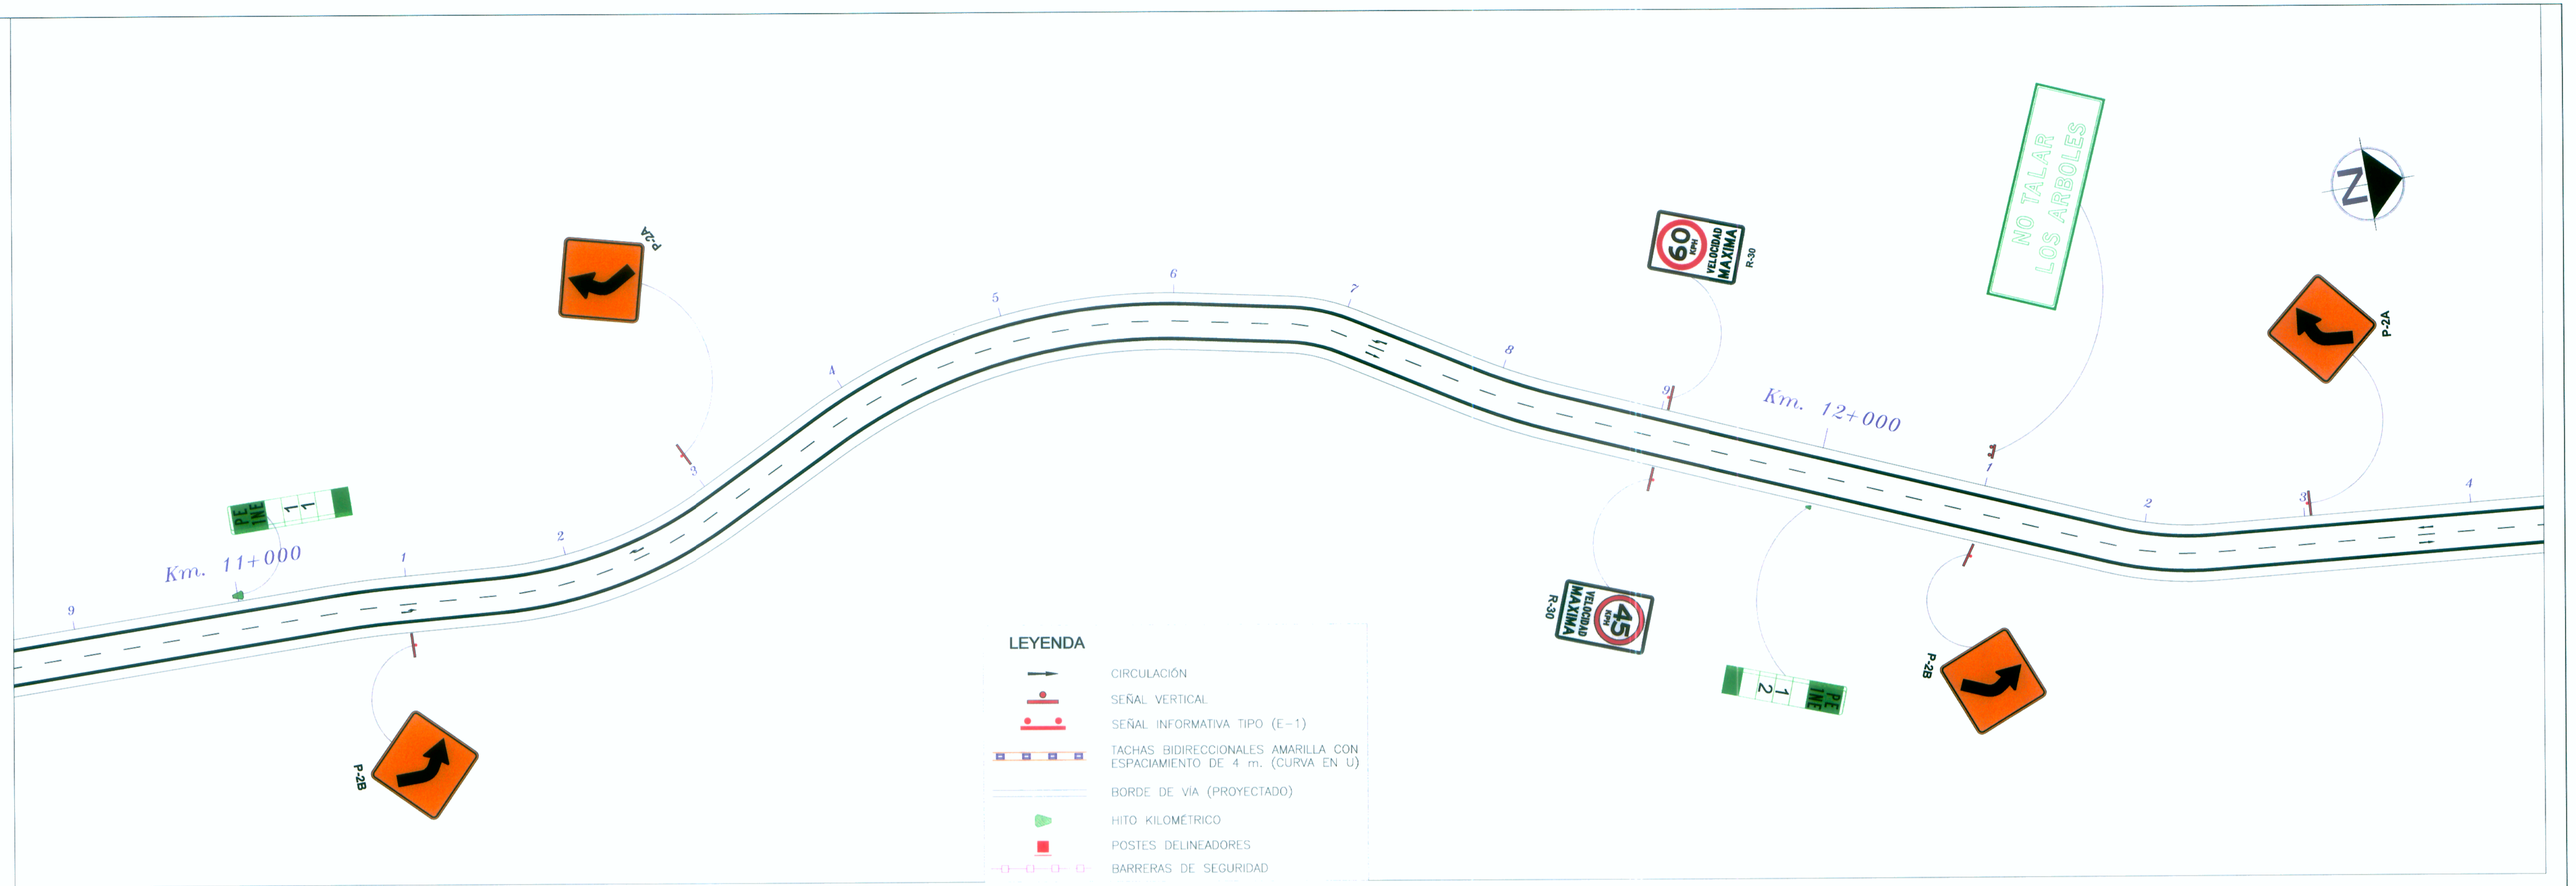 NO TALAR
LOS ARBOLES
N
P-2A
60
KPH
VELOCIDAD
MAXIMA
R-30
P-2A
6
5
7
4
8
9
Km. 12+000
3
1
2
3
4
PE
1NE
1
1
Km. 11+000
9
1
2
P-2B
R-30
45
KPH
VELOCIDAD
MAXIMA
PE
1NE
1
2
P-2B
LEYENDA
CIRCULACIÓN
SEÑAL VERTICAL
SEÑAL INFORMATIVA TIPO (E-1)
TACHAS BIDIRECCIONALES AMARILLA CON
ESPACIAMIENTO DE 4 m. (CURVA EN U)
BORDE DE VÍA (PROYECTADO)
HITO KILOMÉTRICO
POSTES DELINEADORES
BARRERAS DE SEGURIDAD